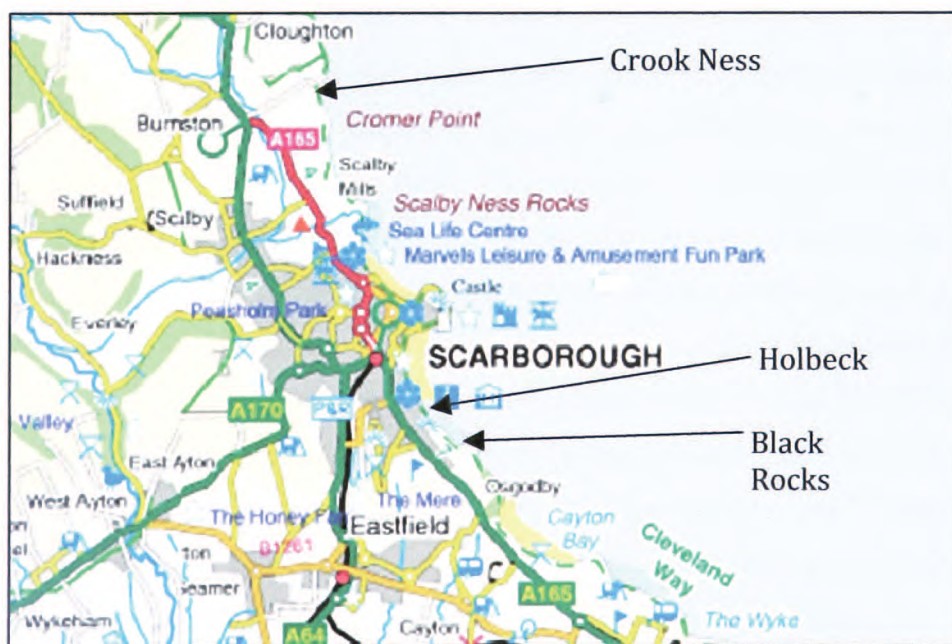 Cloughton
Crook Ness
Burniston
A165
Cromer Point
Scalby
Mills
Suffield
Scalby
Scalby Ness Rocks
Sea Life Centre
Hackness
Marvels Leisure & Amusement Fun Park
Castle
Peasholm Park
Everley
SCARBOROUGH
Holbeck
A170
P&R
Valley
Black
Rocks
East Ayton
Osgodby
West Ayton
The Mere
The Honey
Eastfield
Cayton
Bay
Cleveland
Way
B1261
ton
Seamer
A165
The Wyke
Wykeham
A64
Cayton